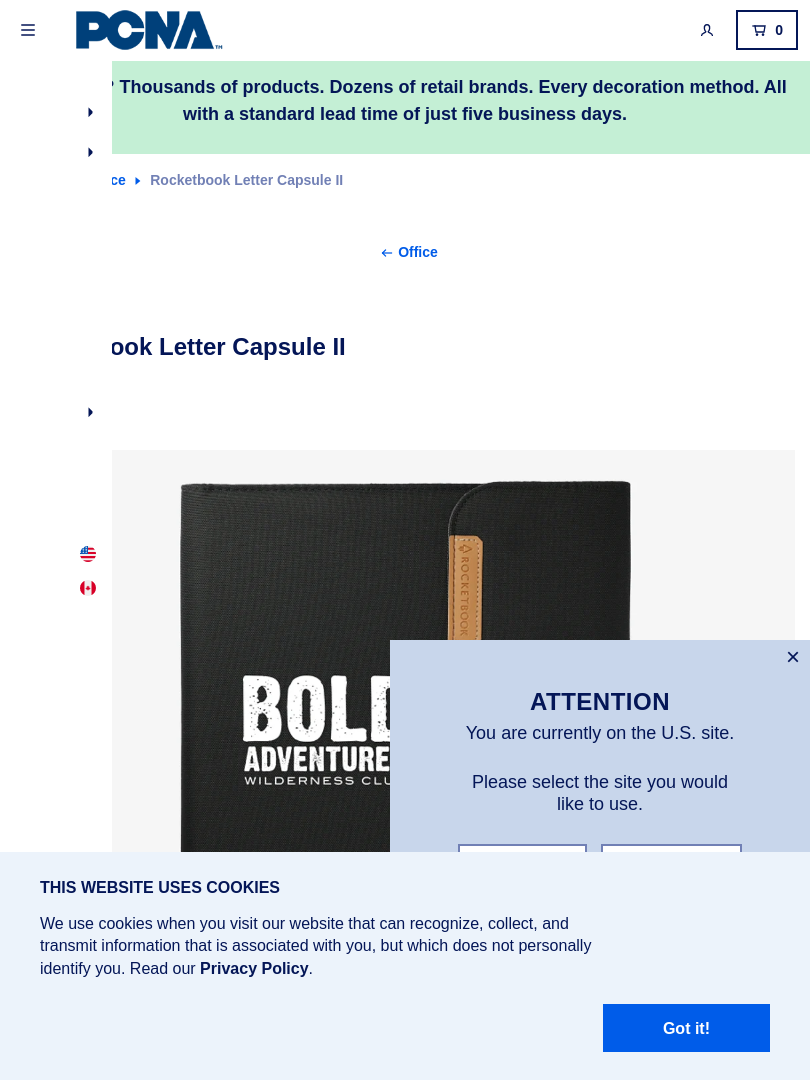 PCNA™
0
? Thousands of products. Dozens of retail brands. Every decoration method. All
with a standard lead time of just five business days.
Rocketbook Letter Capsule II
← Office
ook Letter Capsule II
ROCKETBOOK
BOLD
ADVENTURE
WILDERNESS CLU
ATTENTION
You are currently on the U.S. site.
Please select the site you would
like to use.
THIS WEBSITE USES COOKIES
We use cookies when you visit our website that can recognize, collect, and
transmit information that is associated with you, but which does not personally
identify you. Read our Privacy Policy.
Got it!